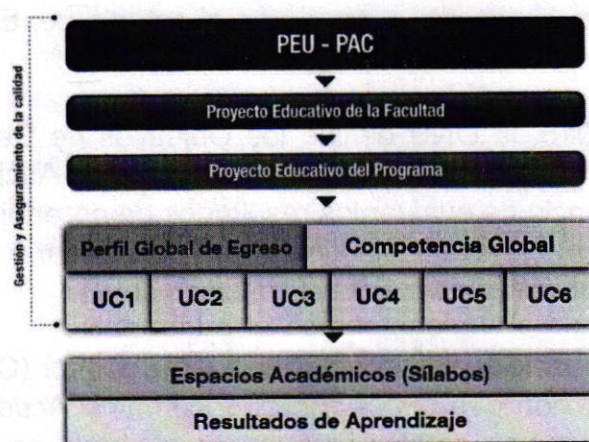 PEU - PAC
Proyecto Educativo de la Facultad
Proyecto Educativo del Programa
Gestión y Aseguramiento de la calidad
Perfil Global de Egreso
Competencia Global
UC1 UC2 UC3 UC4 UC5 UC6
Espacios Académicos (Sílabos)
Resultados de Aprendizaje